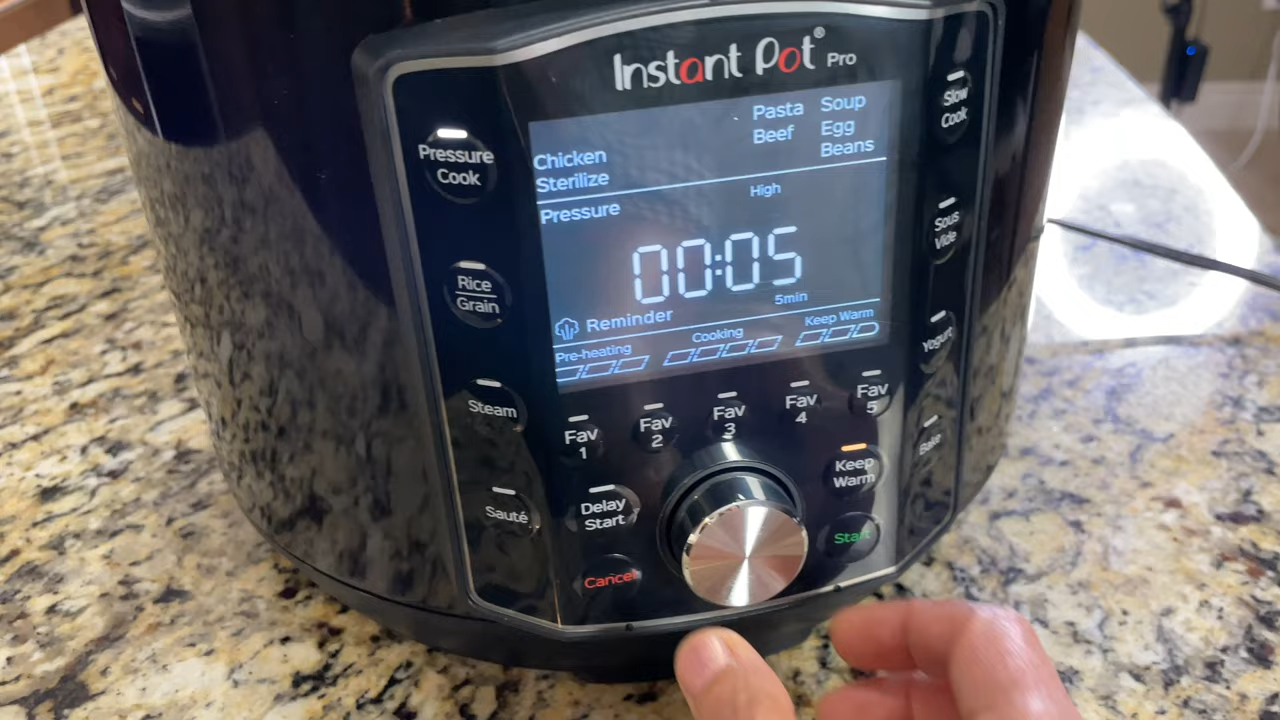 Instant Pot® Pro
Pressure
Cook
Rice
Grain
Steam
Sauté
Pasta
Soup
Beef
Egg
Beans
Chicken
Sterilize
High
Pressure
00:05
5min
Reminder
Pre-heating
Cooking
Keep Warm
Fav
1
Fav
2
Fav
3
Fav
4
Fav
5
Delay
Start
Keep
Warm
Cancel
Start
Slow
Cook
Sous
Vide
Yogurt
Bake